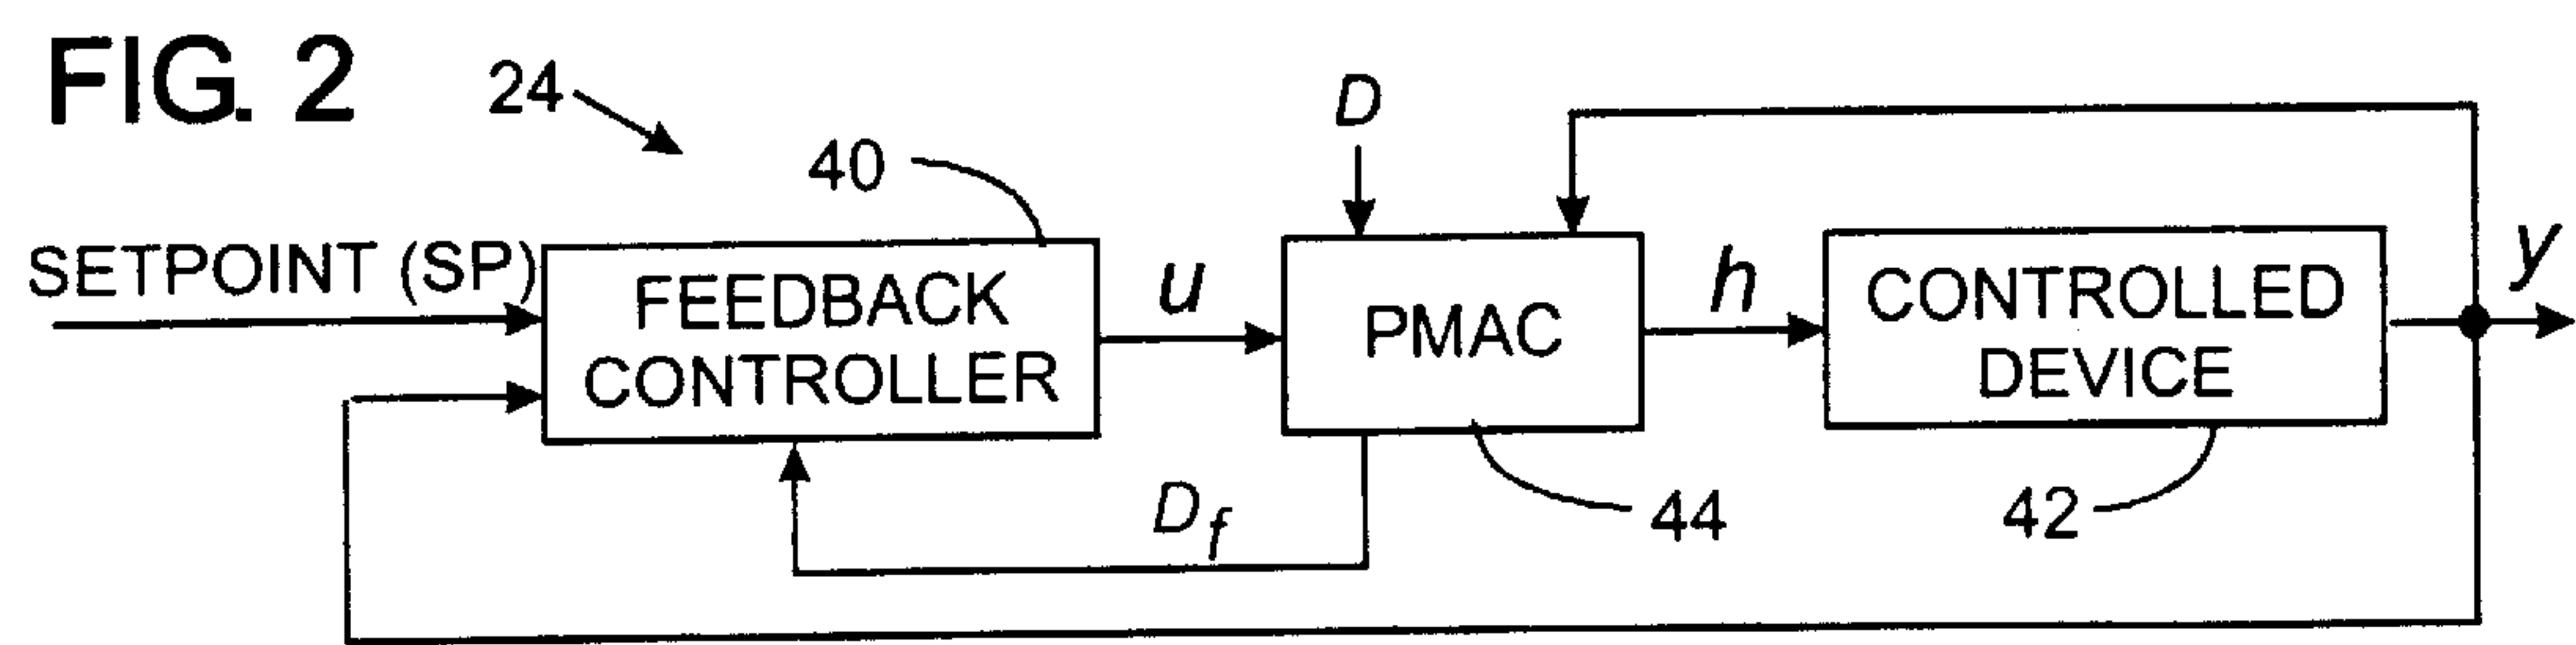 FIG. 2
24
D
40
SETPOINT (SP)
FEEDBACK
CONTROLLER
u
PMAC
h
CONTROLLED
DEVICE
y
Df
44
42